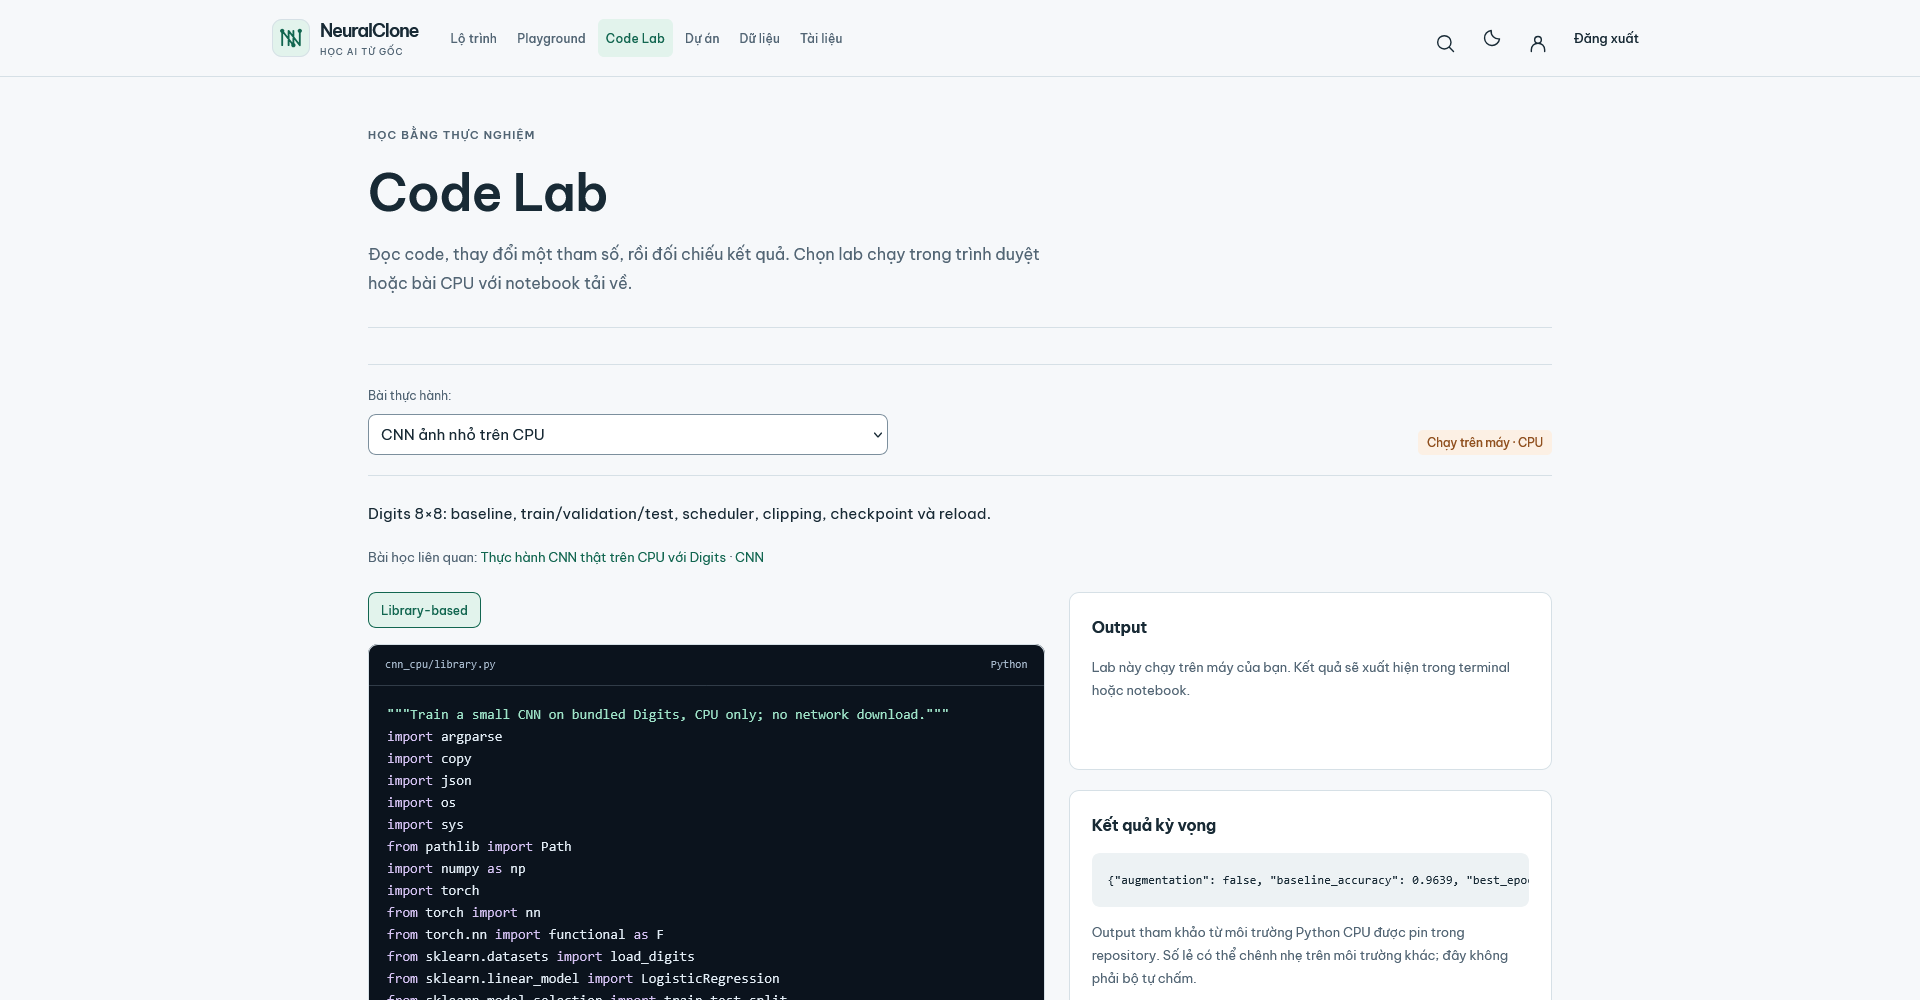 NeuralClone
HỌC AI TỪ GỐC
Lộ trình
Playground
Code Lab
Dự án
Dữ liệu
Tài liệu
Đăng xuất
HỌC BẰNG THỰC NGHIỆM
Code Lab
Đọc code, thay đổi một tham số, rồi đối chiếu kết quả. Chọn lab chạy trong trình duyệt
hoặc bài CPU với notebook tải về.
Bài thực hành:
CNN ảnh nhỏ trên CPU
Chạy trên máy · CPU
Digits 8×8: baseline, train/validation/test, scheduler, clipping, checkpoint và reload.
Bài học liên quan: Thực hành CNN thật trên CPU với Digits · CNN
Library-based
cnn_cpu/library.py
Python
"""Train a small CNN on bundled Digits, CPU only; no network download."""
import argparse
import copy
import json
import os
import sys
from pathlib import Path
import numpy as np
import torch
from torch import nn
from torch.nn import functional as F
from sklearn.datasets import load_digits
from sklearn.linear_model import LogisticRegression
from sklearn.model_selection import train_test_split
Output
Lab này chạy trên máy của bạn. Kết quả sẽ xuất hiện trong terminal
hoặc notebook.
Kết quả kỳ vọng
{"augmentation": false, "baseline_accuracy": 0.9639, "best_epo
Output tham khảo từ môi trường Python CPU được pin trong
repository. Số lẻ có thể chênh nhẹ trên môi trường khác; đây không
phải bộ tự chấm.